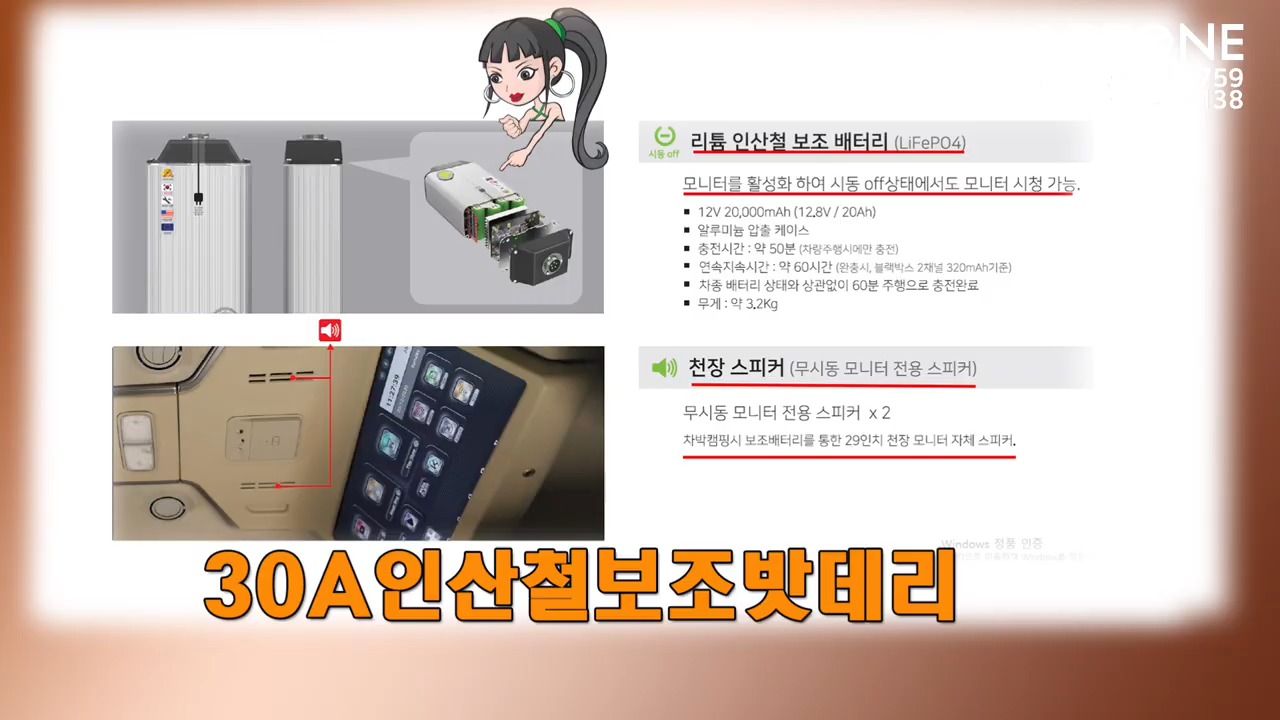 NE
759
138
시동 off
리튬 인산철 보조 배터리 (LiFePO4)
모니터를 활성화 하여 시동 off상태에서도 모니터 시청 가능.
■ 12V 20,000mAh (12.8V / 20Ah)
■ 알루미늄 압출 케이스
■ 충전시간 : 약 50분 (차량주행시에만 충전)
■ 연속지속시간 : 약 60시간 (완충시, 블랙박스 2채널 320mAh기준)
■ 차종 배터리 상태와 상관없이 60분 주행으로 충전완료
■ 무게 : 약 3.2Kg
천장 스피커 (무시동 모니터 전용 스피커)
무시동 모니터 전용 스피커 x 2
차박캠핑시 보조배터리를 통한 29인치 천장 모니터 자체 스피커.
11:27:39
Windows 정품 인증
30A인산철보조밧데리